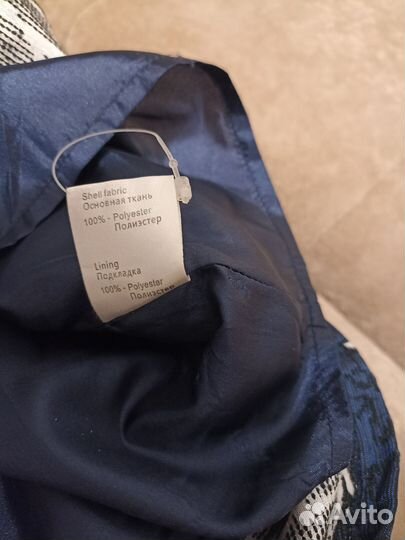 Shell fabric
Основная ткань
100% - Polyester
Полиэстер
Lining
Подкладка
100% - Polyester
Полиэстер
Avito